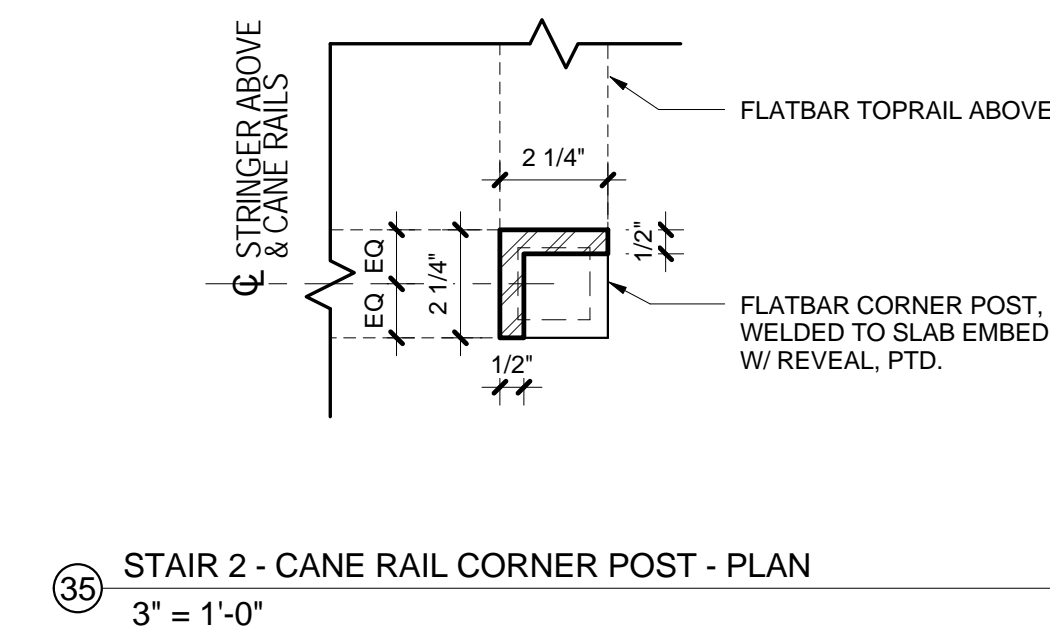 ℄ STRINGER ABOVE
& CANE RAILS
FLATBAR TOPRAIL ABOVE
2 1/4"
EQ
EQ
2 1/4"
1/2"
1/2"
FLATBAR CORNER POST,
WELDED TO SLAB EMBED
W/ REVEAL, PTD.
35
STAIR 2 - CANE RAIL CORNER POST - PLAN
3" = 1'-0"